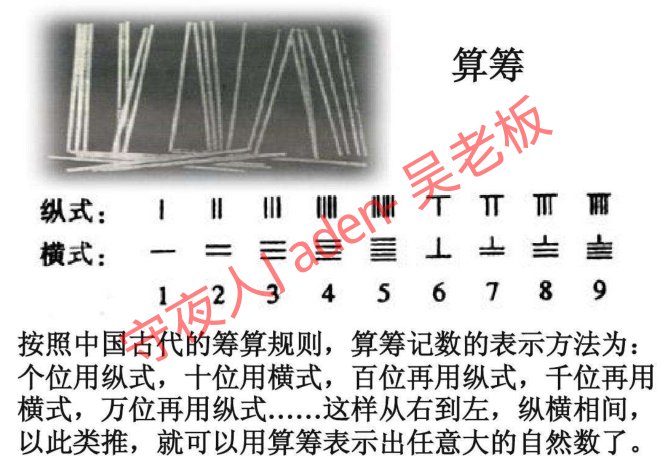 算筹
纵式：
横式：
1 2 3 4 5 6 7 8 9
守夜人Jaden-吴老板
按照中国古代的筹算规则，算筹记数的表示方法为：
个位用纵式，十位用横式，百位再用纵式，千位再用
横式，万位再用纵式……这样从右到左，纵横相间，
以此类推，就可以用算筹表示出任意大的自然数了。